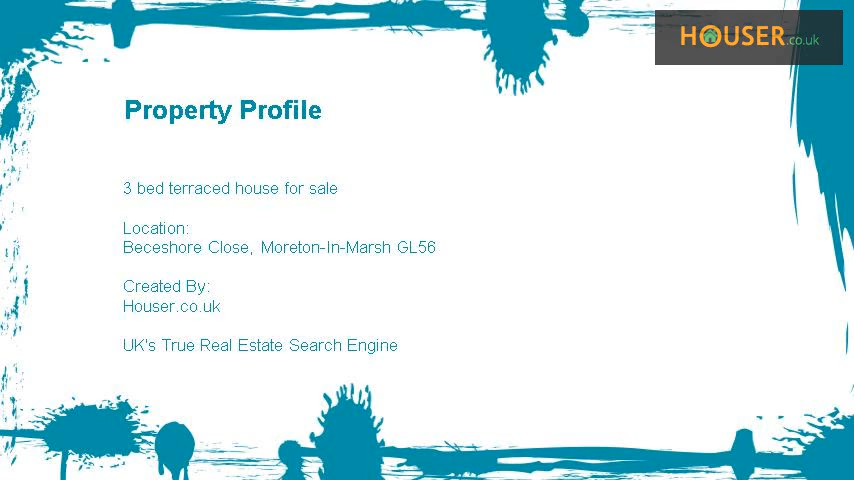 HOUSER.co.uk
Property Profile
3 bed terraced house for sale
Location:
Beceshore Close, Moreton-In-Marsh GL56
Created By:
Houser.co.uk
UK's True Real Estate Search Engine